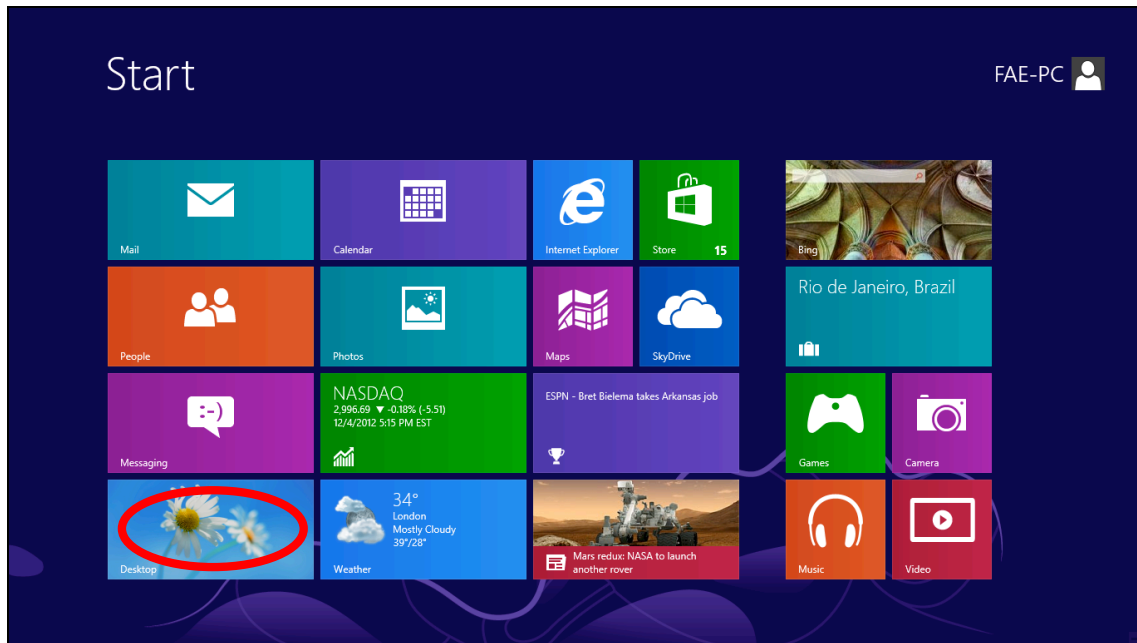 Start
FAE-PC
Mail
Calendar
Internet Explorer
Store
15
Bing
People
Photos
Maps
SkyDrive
Rio de Janeiro, Brazil
Messaging
NASDAQ
2,996.69 ▼ -0.18% (-5.51)
12/4/2012 5:15 PM EST
ESPN - Bret Bielema takes Arkansas job
Games
Camera
Desktop
34°
London
Mostly Cloudy
39°/28°
Weather
Mars redux: NASA to launch
another rover
Music
Video